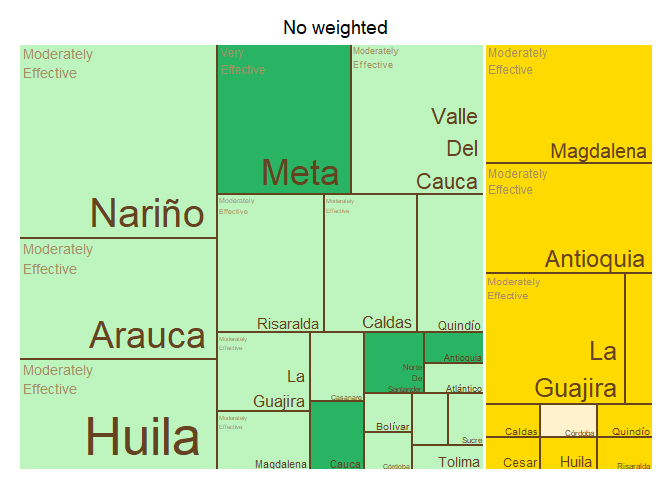 No weighted
Moderately
Effective
Nariño
Moderately
Effective
Arauca
Moderately
Effective
Huila
Very
Effective
Meta
Moderately
Effective
Valle
Del
Cauca
Moderately
Effective
Risaralda
Moderately
Effective
Caldas
Quindío
Moderately
Effective
La
Guajira
Moderately
Effective
Magdalena
Casanare
Cauca
Norte
De
Santander
Antioquia
Atlántico
Bolívar
Córdoba
Sucre
Tolima
Moderately
Effective
Magdalena
Moderately
Effective
Antioquia
Moderately
Effective
La
Guajira
Caldas
Córdoba
Quindío
Cesar
Huila
Risaralda